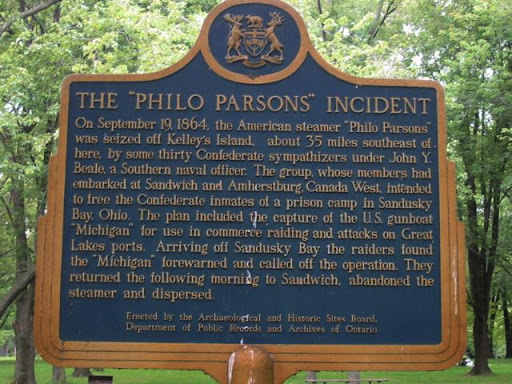 THE "PHILO PARSONS" INCIDENT
On September 19, 1864, the American steamer "Philo Parsons"
was seized off Kelley's Island, about 35 miles southeast of
here, by some thirty Confederate sympathizers under John Y.
Beale, a Southern naval officer. The group, whose members had
embarked at Sandwich and Amherstburg, Canada West, intended
to free the Confederate inmates of a prison camp in Sandusky
Bay, Ohio. The plan included the capture of the U.S. gunboat
"Michigan" for use in commerce raiding and attacks on Great
Lakes ports. Arriving off Sandusky Bay the raiders found
the "Michigan" forewarned and called off the operation. They
returned the following morning to Sandwich, abandoned the
steamer and dispersed.
Erected by the Archaeological and Historic Sites Board,
Department of Public Records and Archives of Ontario